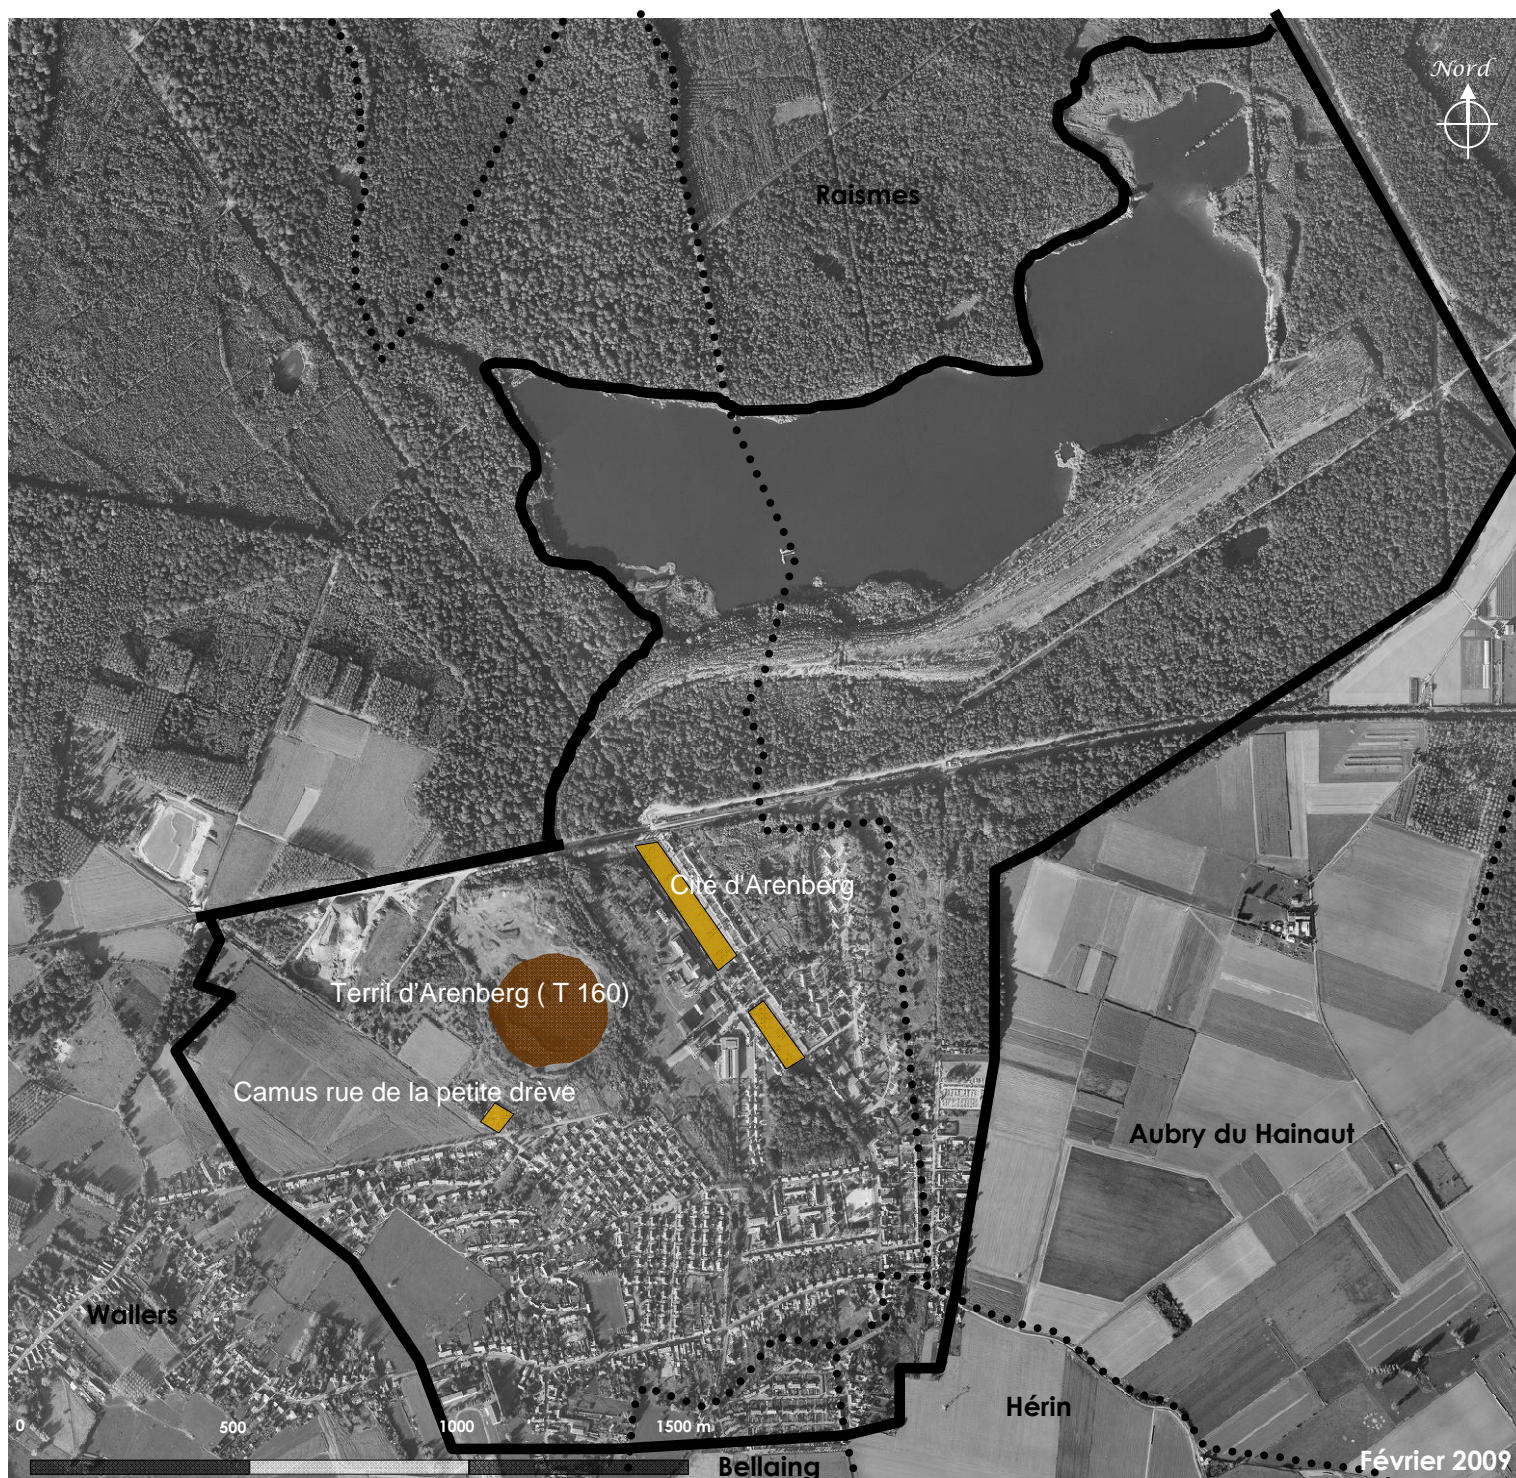 Nord
Raismes
Cité d'Arenberg
Terril d'Arenberg ( T 160)
Camus rue de la petite drève
Aubry du Hainaut
Wallers
Hérin
0 500 1000 1500 m
Bellaing
Février 2009